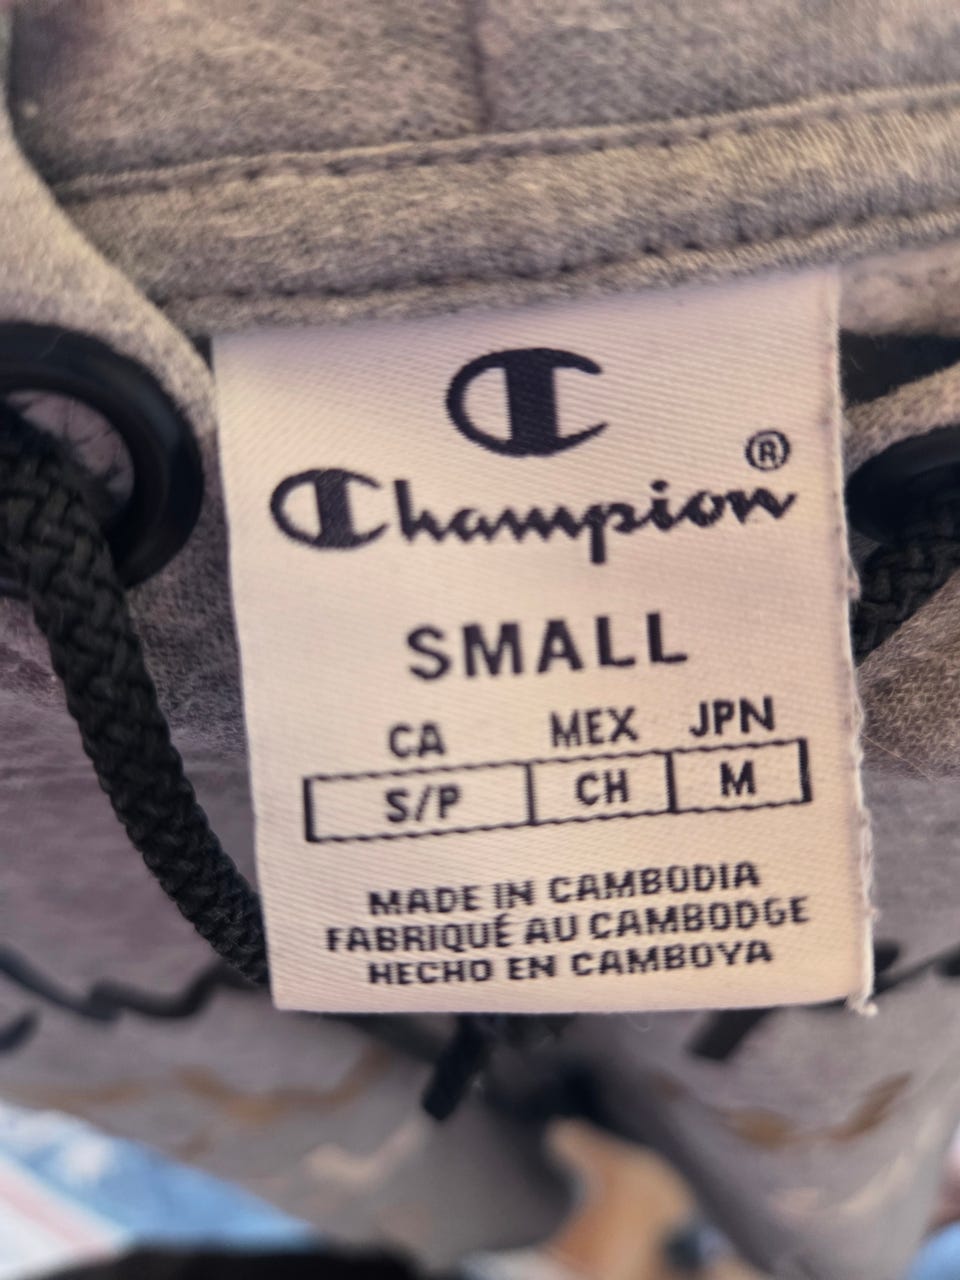 C
Champion®
SMALL
CA MEX JPN
S/P CH M
MADE IN CAMBODIA
FABRIQUÉ AU CAMBODGE
HECHO EN CAMBOYA